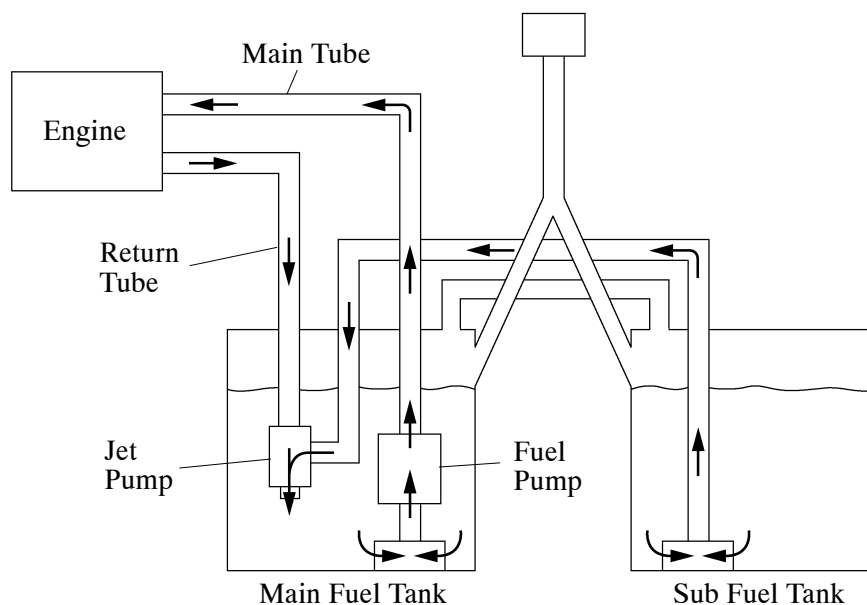 Main Tube
Engine
Return
Tube
Jet
Pump
Fuel
Pump
Main Fuel Tank
Sub Fuel Tank